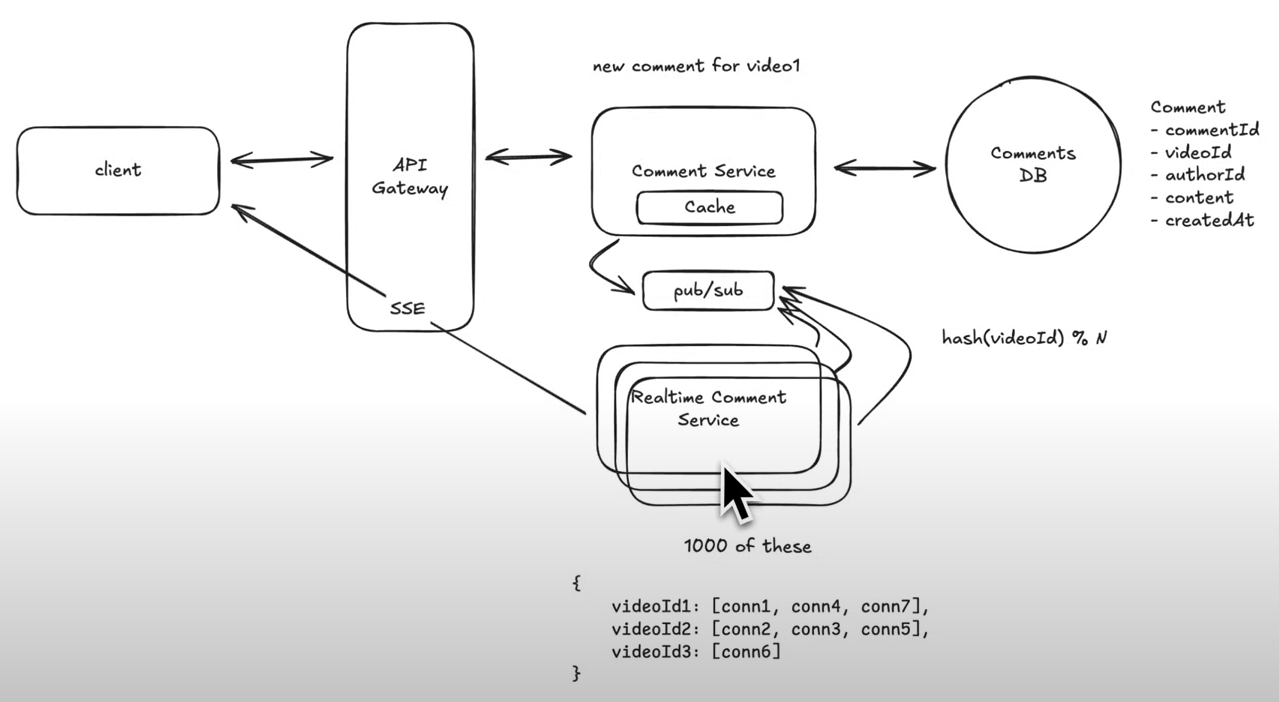 new comment for video1
client
API
Gateway
SSE
Comment Service
Cache
pub/sub
Comments
DB
Comment
- commentId
- videoId
- authorId
- content
- createdAt
hash(videoId) % N
Realtime Comment
Service
1000 of these
{
videoId1: [conn1, conn4, conn7],
videoId2: [conn2, conn3, conn5],
videoId3: [conn6]
}